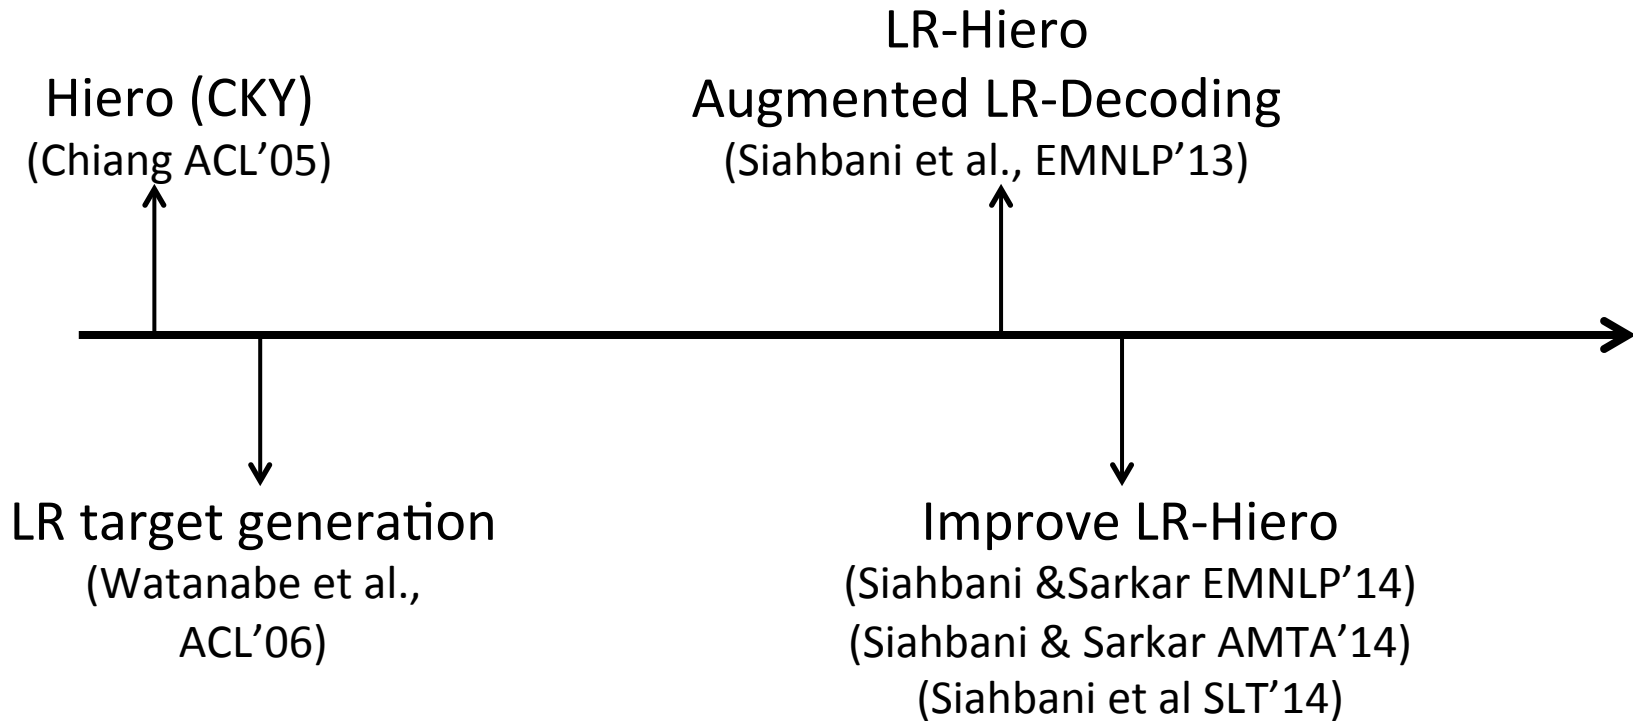 Hiero (CKY)
(Chiang ACL’05)
LR-Hiero
Augmented LR-Decoding
(Siahbani et al., EMNLP’13)
LR target generation
(Watanabe et al.,
ACL’06)
Improve LR-Hiero
(Siahbani &Sarkar EMNLP’14)
(Siahbani & Sarkar AMTA’14)
(Siahbani et al SLT’14)